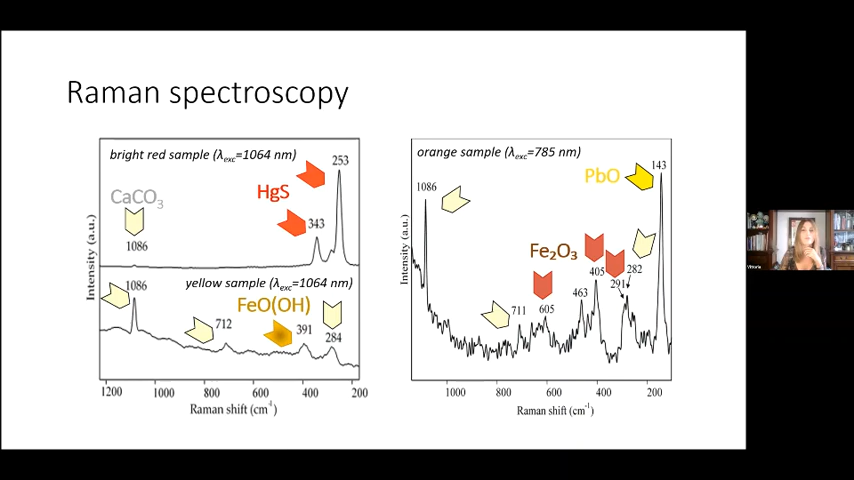 Raman spectroscopy
bright red sample (λexc=1064 nm)
253
CaCO₃
HgS
343
1086
Intensity (a.u.)
yellow sample (λexc=1064 nm)
1086
FeO(OH)
712
391
284
1200 1000 800 600 400 200
Raman shift (cm⁻¹)
orange sample (λexc=785 nm)
143
PbO
1086
Fe₂O₃
405
282
291
463
605
711
Intensity (a.u.)
1000 800 600 400 200
Raman shift (cm⁻¹)